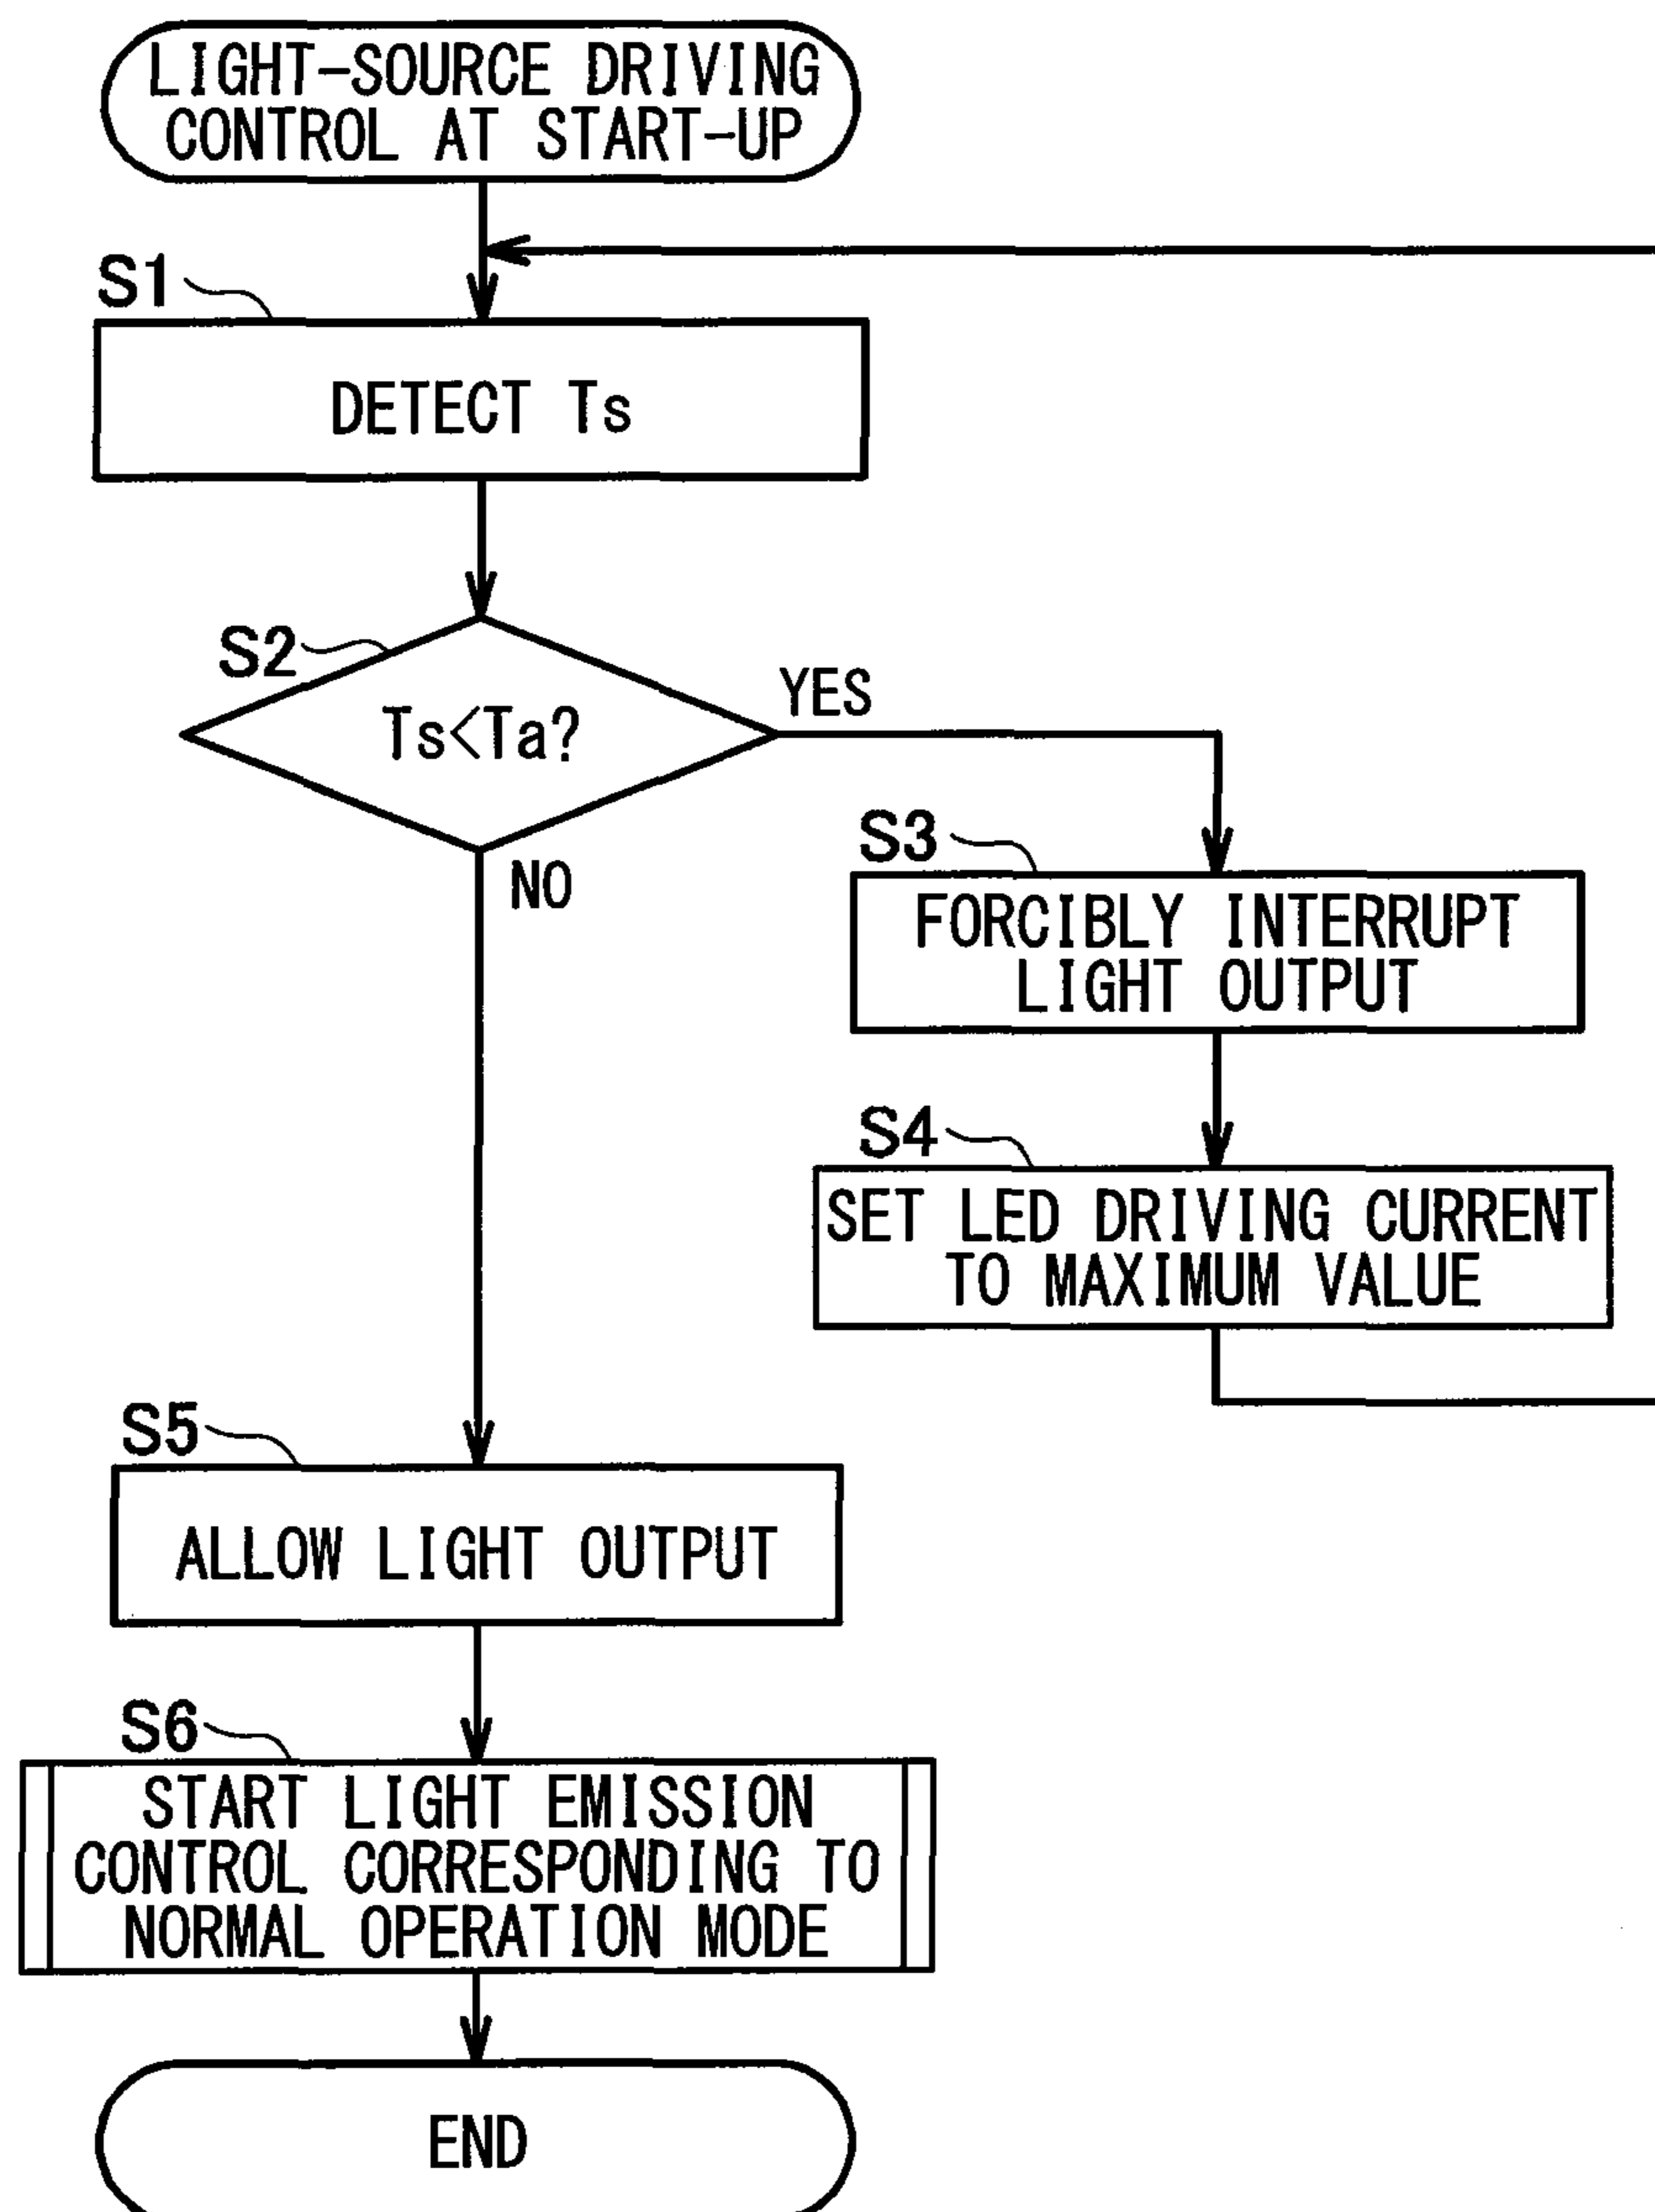 LIGHT-SOURCE DRIVING
CONTROL AT START-UP
S1
DETECT Ts
S2
Ts<Ta?
YES
NO
S3
FORCIBLY INTERRUPT
LIGHT OUTPUT
S4
SET LED DRIVING CURRENT
TO MAXIMUM VALUE
S5
ALLOW LIGHT OUTPUT
S6
START LIGHT EMISSION
CONTROL CORRESPONDING TO
NORMAL OPERATION MODE
END